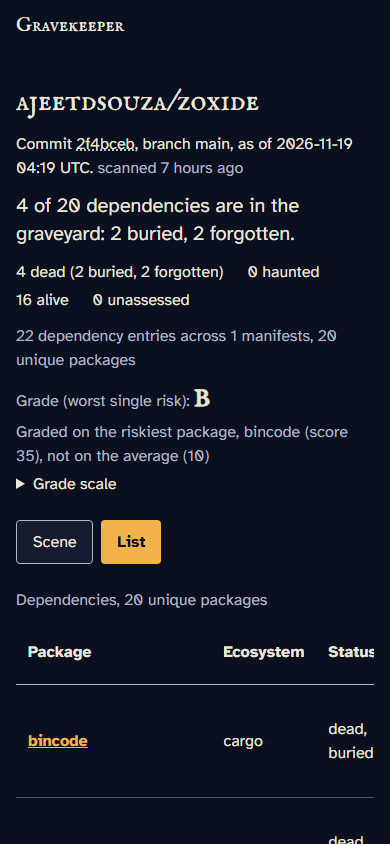 Gravekeeper
ajeetdsouza/zoxide
Commit 2f4bceb, branch main, as of 2026-11-19
04:19 UTC. scanned 7 hours ago
4 of 20 dependencies are in the
graveyard: 2 buried, 2 forgotten.
4 dead (2 buried, 2 forgotten) 0 haunted
16 alive 0 unassessed
22 dependency entries across 1 manifests, 20
unique packages
Grade (worst single risk): B
Graded on the riskiest package, bincode (score
35), not on the average (10)
▶ Grade scale
Scene List
Dependencies, 20 unique packages
Package Ecosystem Status
bincode cargo dead,
buried
dead